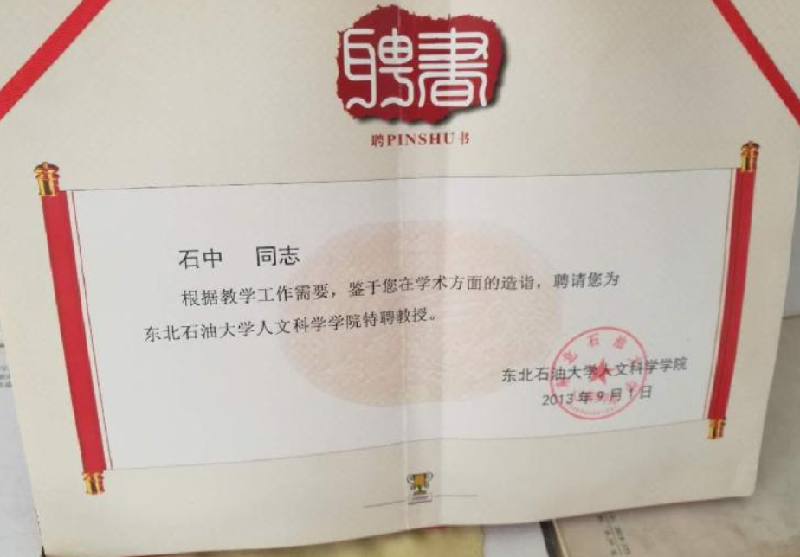 聘書
聘PINSHU书
石中 同志
根据教学工作需要，鉴于您在学术方面的造诣，聘请您为
东北石油大学人文科学学院特聘教授。
东北石油大学人文科学学院
2013年9月1日